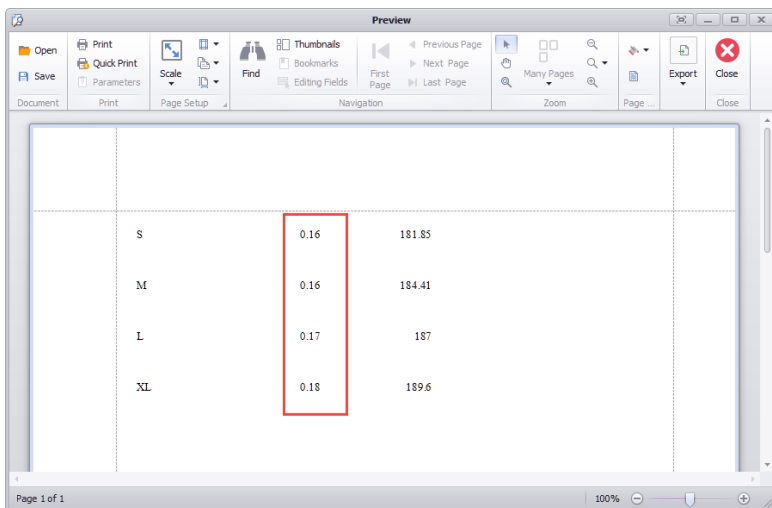 Preview
Open
Save
Document
Print
Quick Print
Parameters
Print
Scale
Page Setup
Find
Thumbnails
Bookmarks
Editing Fields
First Page
Previous Page
Next Page
Last Page
Navigation
Many Pages
Zoom
Page ...
Export
Close
Close
S 0.16 181.85
M 0.16 184.41
L 0.17 187
XL 0.18 189.6
Page 1 of 1
100%